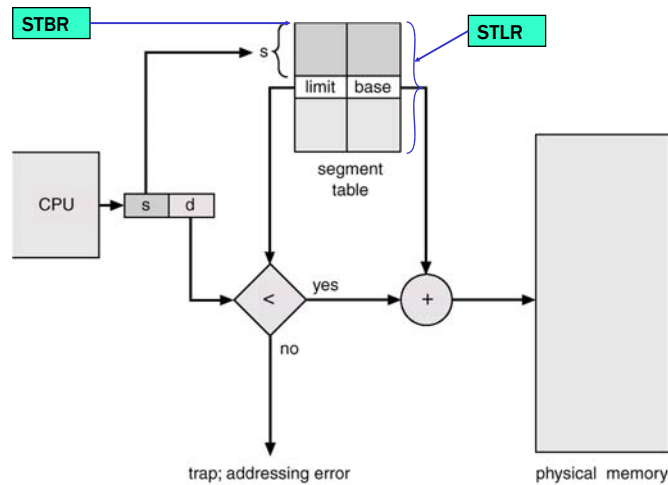 STBR
STLR
s
limit base
segment
table
CPU
s d
<
yes
+
no
trap; addressing error
physical memory